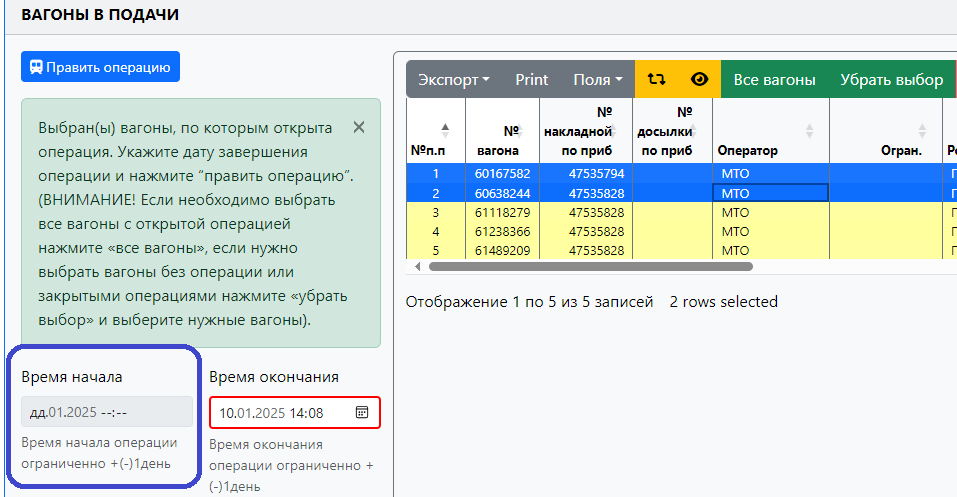 ВАГОНЫ В ПОДАЧИ
Править операцию
Выбран(ы) вагоны, по которым открыта
операция. Укажите дату завершения
операции и нажмите “править операцию”.
(ВНИМАНИЕ! Если необходимо выбрать
все вагоны с открытой операцией
нажмите «все вагоны», если нужно
выбрать вагоны без операции или
закрытыми операциями нажмите «убрать
выбор» и выберите нужные вагоны).
Время начала
дд.01.2025 --:--
Время начала операции
ограниченно +(-)1день
Время окончания
10.01.2025 14:08
Время окончания
операции ограниченно +
(-)1день
Экспорт Print Поля Все вагоны Убрать выбор
№п.п
№
вагона
№
накладной
по приб
№
досылки
по приб
Оператор
Огран.
1 60167582 47535794 МТО
2 60638244 47535828 МТО
3 61118279 47535828 МТО
4 61238366 47535828 МТО
5 61489209 47535828 МТО
Отображение 1 по 5 из 5 записей 2 rows selected